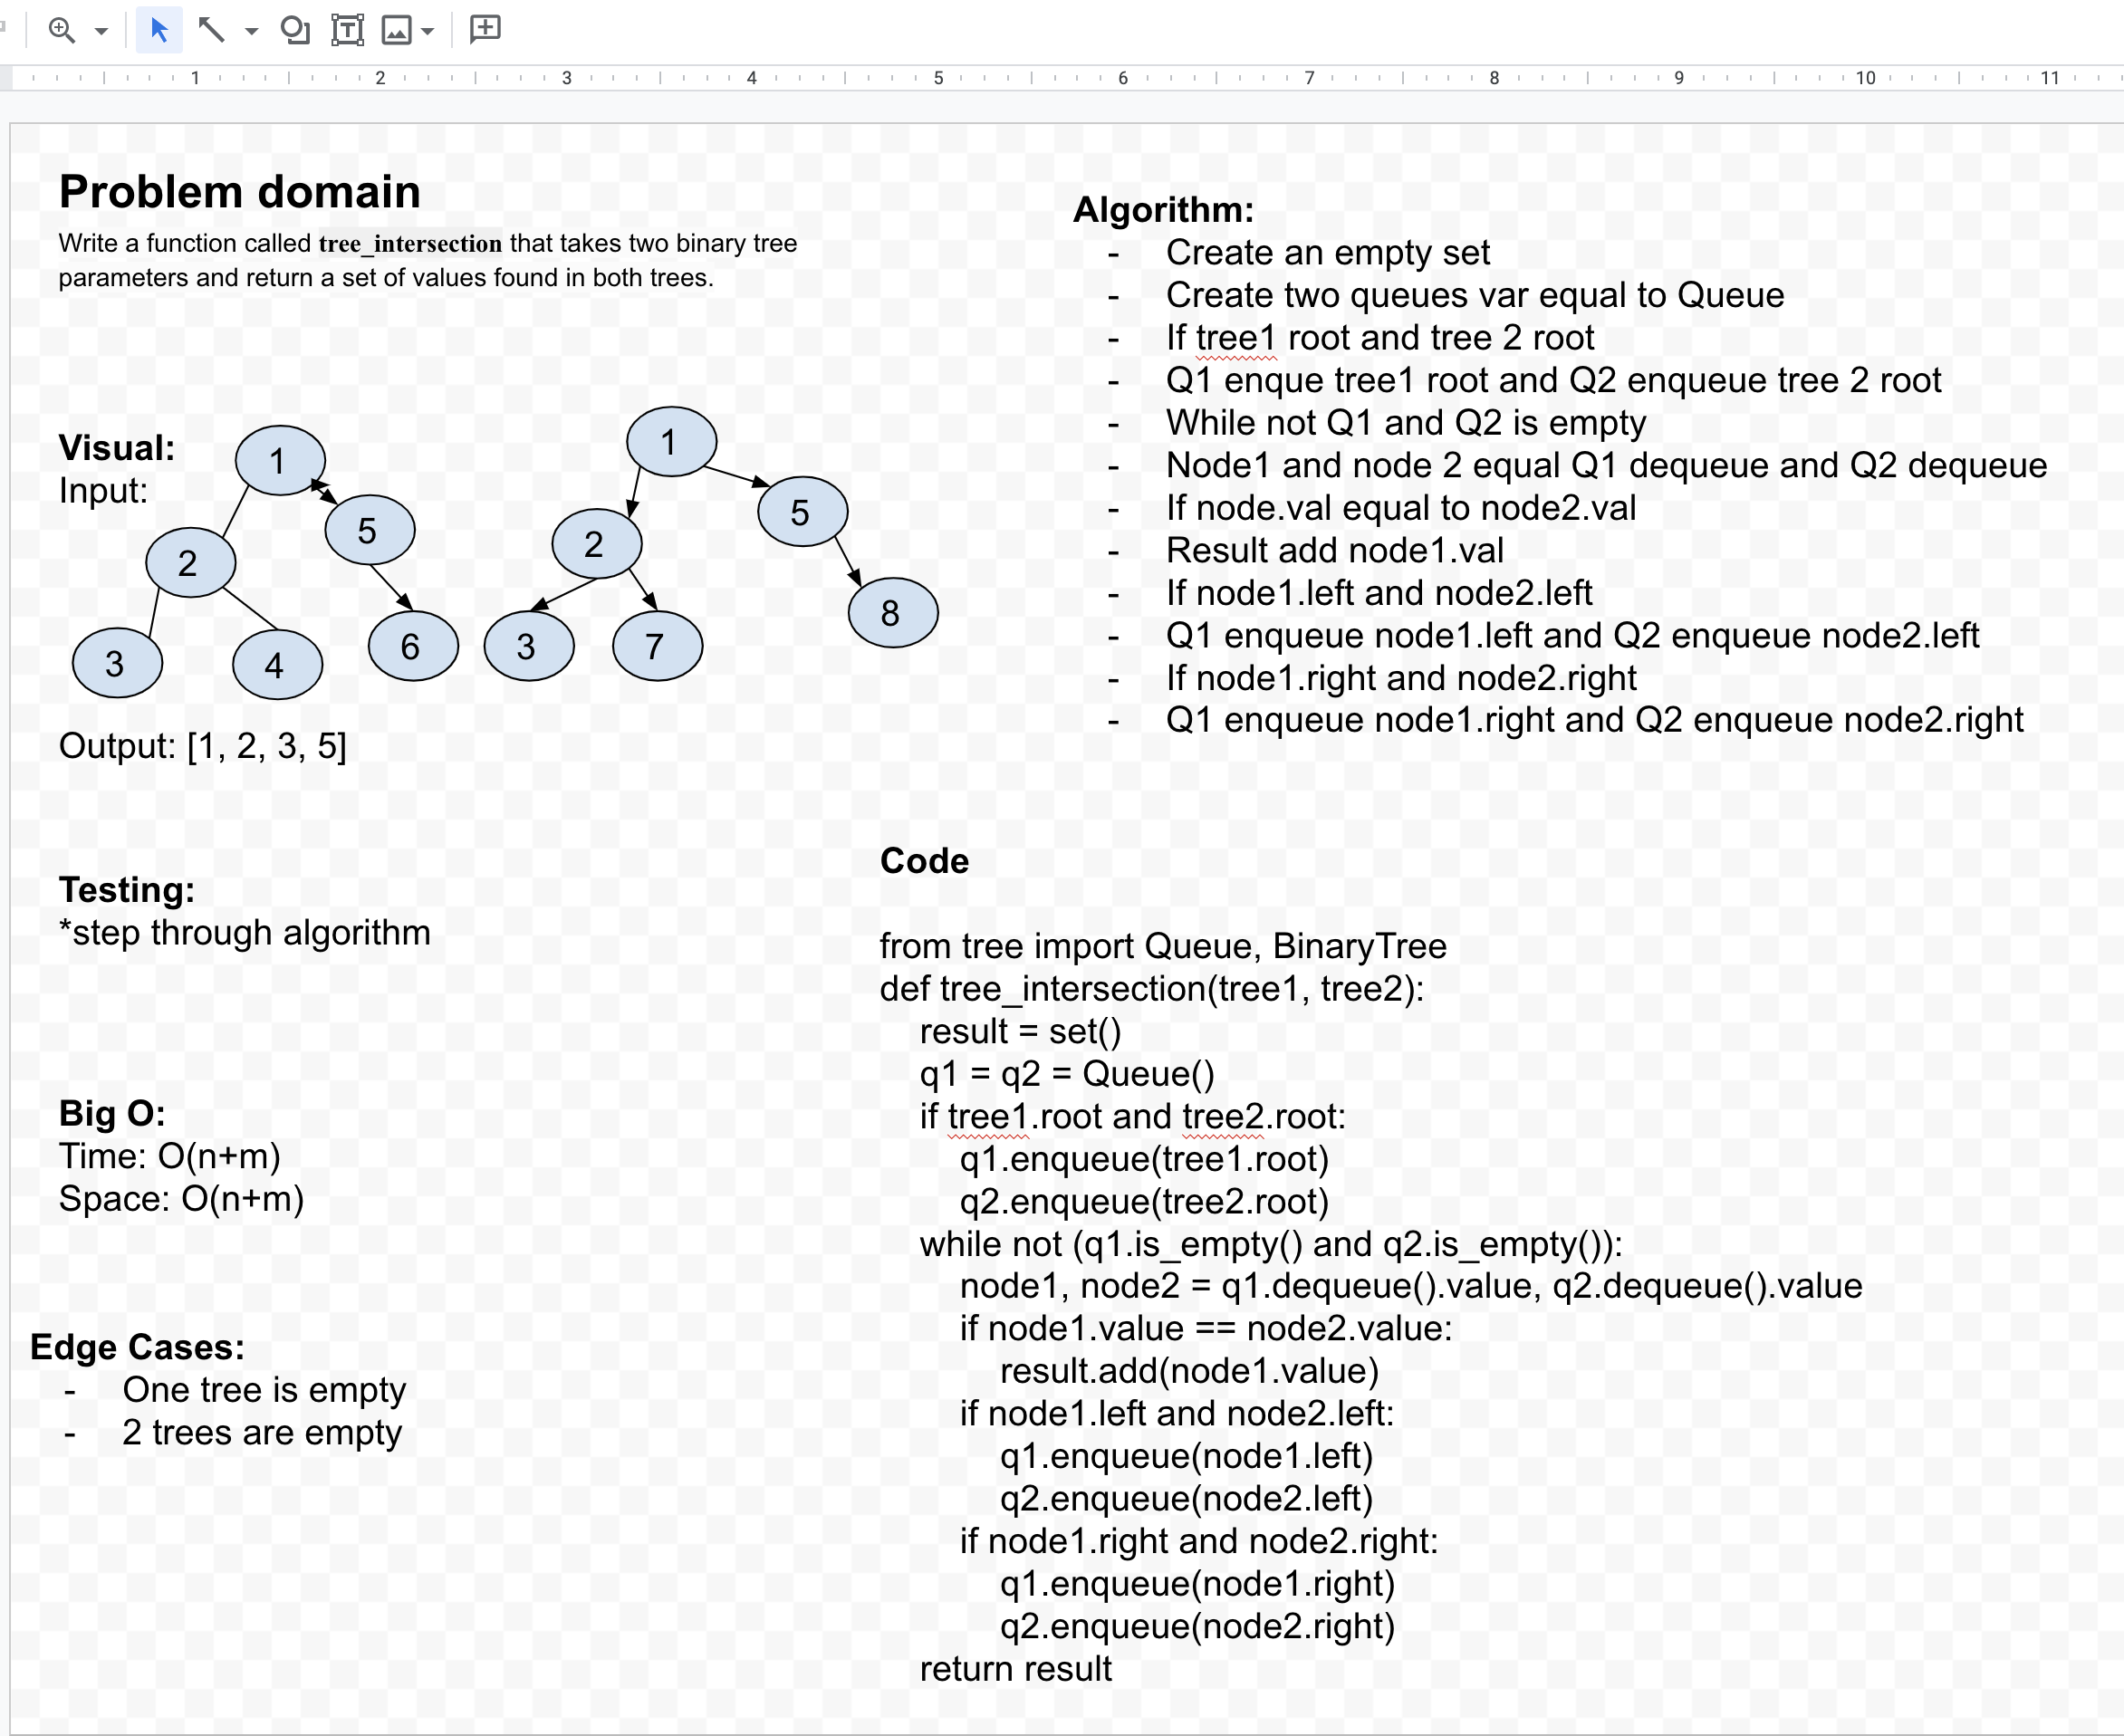 1 2 3 4 5 6 7 8 9 10 11
Problem domain
Write a function called tree_intersection that takes two binary tree
parameters and return a set of values found in both trees.
Visual:
Input:
1
5
2
3
4
6
1
2
5
3
7
8
Output: [1, 2, 3, 5]
Testing:
*step through algorithm
Big O:
Time: O(n+m)
Space: O(n+m)
Edge Cases:
- One tree is empty
- 2 trees are empty
Algorithm:
- Create an empty set
- Create two queues var equal to Queue
- If tree1 root and tree 2 root
- Q1 enque tree1 root and Q2 enqueue tree 2 root
- While not Q1 and Q2 is empty
- Node1 and node 2 equal Q1 dequeue and Q2 dequeue
- If node.val equal to node2.val
- Result add node1.val
- If node1.left and node2.left
- Q1 enqueue node1.left and Q2 enqueue node2.left
- If node1.right and node2.right
- Q1 enqueue node1.right and Q2 enqueue node2.right
Code
from tree import Queue, BinaryTree
def tree_intersection(tree1, tree2):
result = set()
q1 = q2 = Queue()
if tree1.root and tree2.root:
q1.enqueue(tree1.root)
q2.enqueue(tree2.root)
while not (q1.is_empty() and q2.is_empty()):
node1, node2 = q1.dequeue().value, q2.dequeue().value
if node1.value == node2.value:
result.add(node1.value)
if node1.left and node2.left:
q1.enqueue(node1.left)
q2.enqueue(node2.left)
if node1.right and node2.right:
q1.enqueue(node1.right)
q2.enqueue(node2.right)
return result